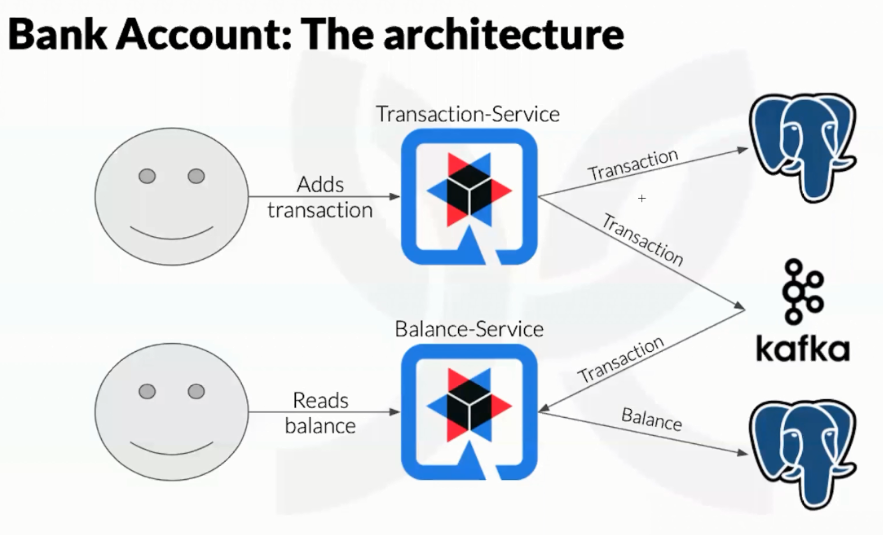 Bank Account: The architecture
Transaction-Service
Adds
transaction
Transaction
Transaction
kafka
Balance-Service
Reads
balance
Transaction
Balance